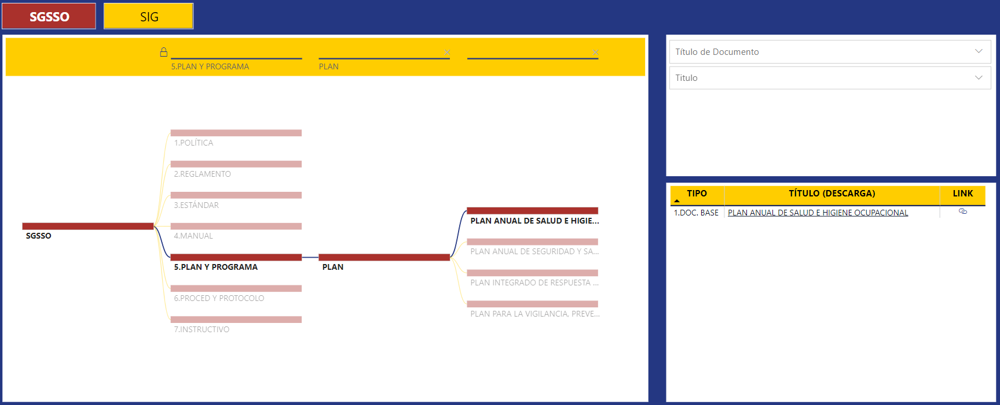 SGSSO
SIG
5.PLAN Y PROGRAMA
PLAN
1.POLÍTICA
2.REGLAMENTO
3.ESTÁNDAR
4.MANUAL
SGSSO
5.PLAN Y PROGRAMA
6.PROCED Y PROTOCOLO
7.INSTRUCTIVO
PLAN
PLAN ANUAL DE SALUD E HIGIE...
PLAN ANUAL DE SEGURIDAD Y SA...
PLAN INTEGRADO DE RESPUESTA ...
PLAN PARA LA VIGILANCIA, PREVE...
Título de Documento
Titulo
TIPO TÍTULO (DESCARGA) LINK
1.DOC. BASE PLAN ANUAL DE SALUD E HIGIENE OCUPACIONAL